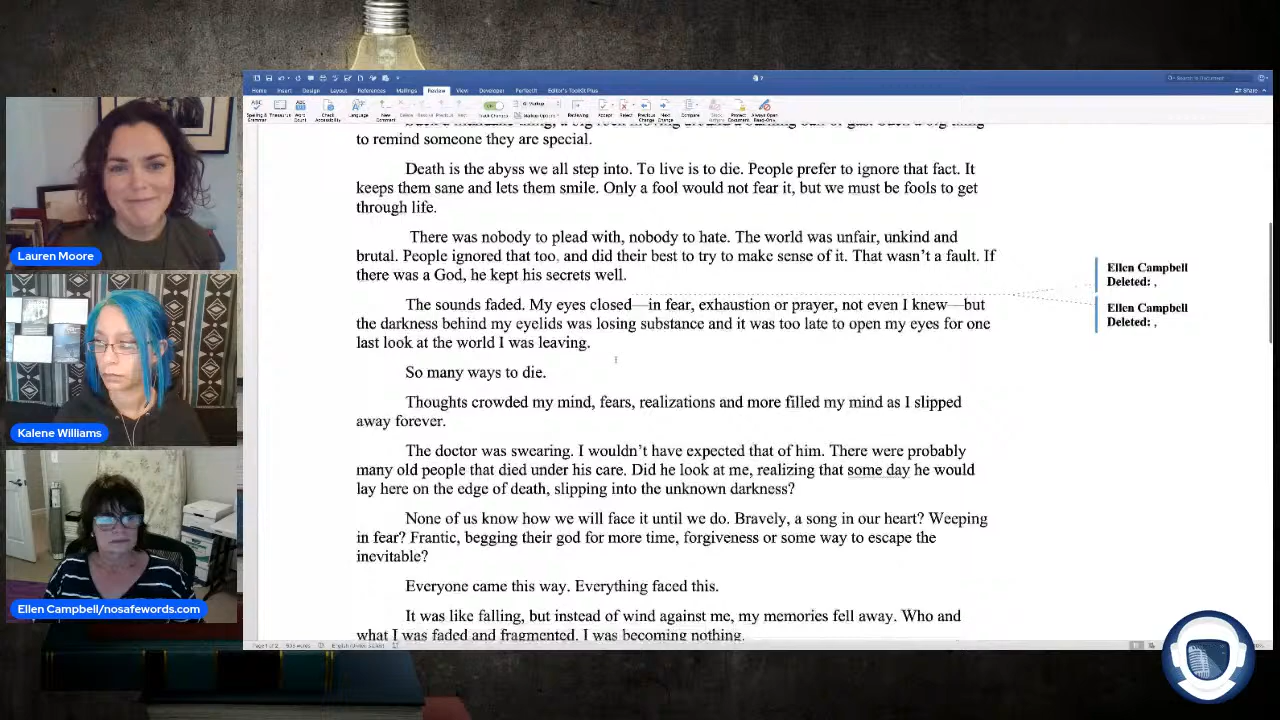 Home Insert Design Layout References Mailings Review View Developer PerfectIt Editor's ToolKit Plus
Share
to remind someone they are special.
Death is the abyss we all step into. To live is to die. People prefer to ignore that fact. It
keeps them sane and lets them smile. Only a fool would not fear it, but we must be fools to get
through life.
There was nobody to plead with, nobody to hate. The world was unfair, unkind and
brutal. People ignored that too, and did their best to try to make sense of it. That wasn't a fault. If
there was a God, he kept his secrets well.
The sounds faded. My eyes closed—in fear, exhaustion or prayer, not even I knew—but
the darkness behind my eyelids was losing substance and it was too late to open my eyes for one
last look at the world I was leaving.
So many ways to die.
Thoughts crowded my mind, fears, realizations and more filled my mind as I slipped
away forever.
The doctor was swearing. I wouldn't have expected that of him. There were probably
many old people that died under his care. Did he look at me, realizing that some day he would
lay here on the edge of death, slipping into the unknown darkness?
None of us know how we will face it until we do. Bravely, a song in our heart? Weeping
in fear? Frantic, begging their god for more time, forgiveness or some way to escape the
inevitable?
Everyone came this way. Everything faced this.
It was like falling, but instead of wind against me, my memories fell away. Who and
what I was faded and fragmented. I was becoming nothing.
Ellen Campbell
Deleted: ,
Ellen Campbell
Deleted: ,
Lauren Moore
Kalene Williams
Ellen Campbell/nosafewords.com